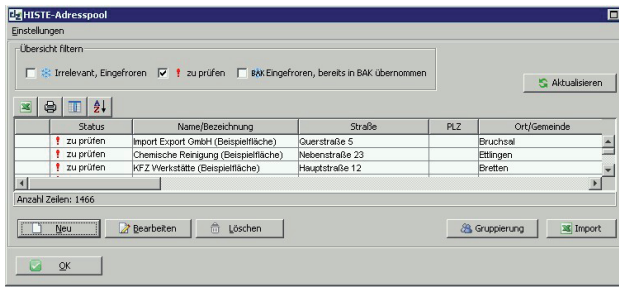 HISTE-Adresspool
Einstellungen
Übersicht filtern
Irrelevant, Eingefroren ! zu prüfen BAK Eingefroren, bereits in BAK übernommen
Aktualisieren
Status Name/Bezeichnung Straße PLZ Ort/Gemeinde
! zu prüfen Import Export GmbH (Beispielfläche) Querstraße 5 Bruchsal
! zu prüfen Chemische Reinigung (Beispielfläche) Nebenstraße 23 Ettlingen
! zu prüfen KFZ Werkstätte (Beispielfläche) Hauptstraße 12 Bretten
Anzahl Zeilen: 1466
Neu Bearbeiten Löschen Gruppierung Import
OK